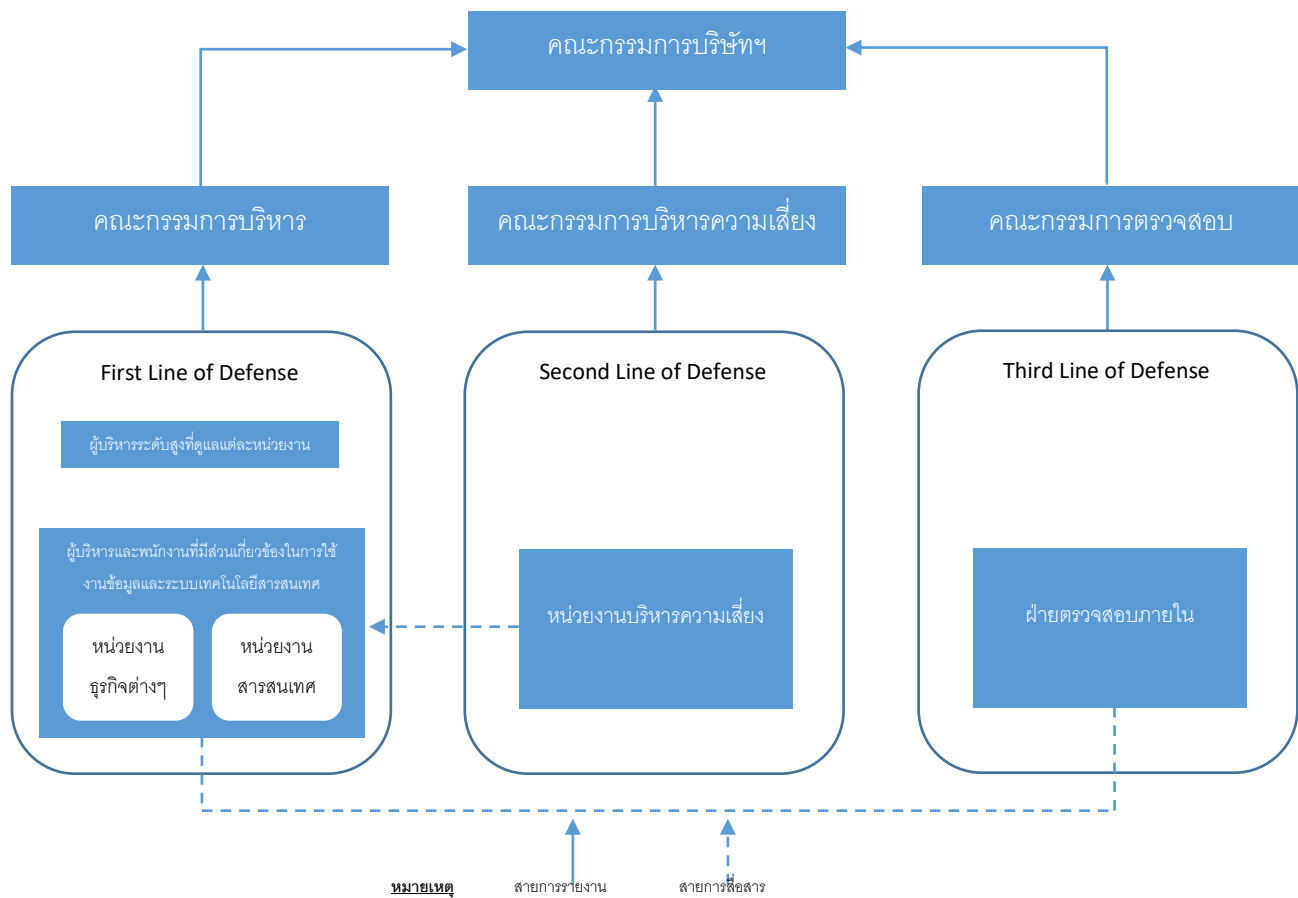 คณะกรรมการบริษัทฯ
คณะกรรมการบริหาร
คณะกรรมการบริหารความเสี่ยง
คณะกรรมการตรวจสอบ
First Line of Defense
Second Line of Defense
Third Line of Defense
ผู้บริหารระดับสูงที่ดูแลแต่ละหน่วยงาน
ผู้บริหารและพนักงานที่มีส่วนเกี่ยวข้องในการใช้
งานข้อมูลและระบบเทคโนโลยีสารสนเทศ
หน่วยงาน
ธุรกิจต่างๆ
หน่วยงาน
สารสนเทศ
หน่วยงานบริหารความเสี่ยง
ฝ่ายตรวจสอบภายใน
หมายเหตุ
สายการรายงาน
สายการสื่อสาร